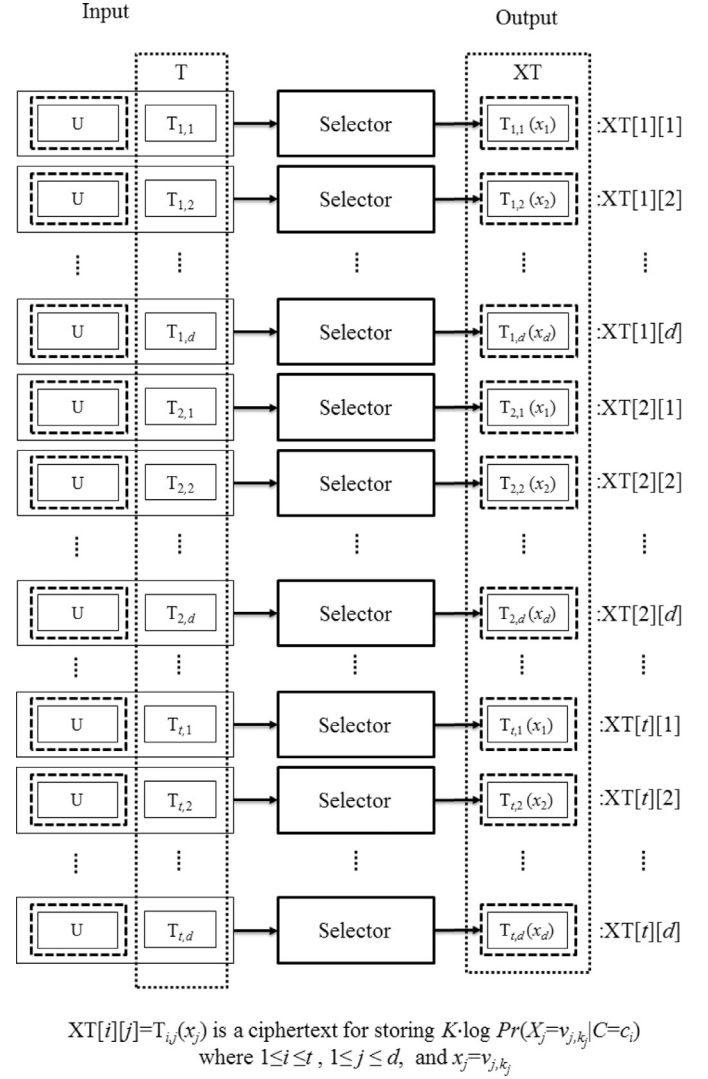 Input Output
T XT
U T1,1 Selector T1,1 (x1) :XT[1][1]
U T1,2 Selector T1,2 (x2) :XT[1][2]
⋮ ⋮ ⋮ ⋮ ⋮
U T1,d Selector T1,d (xd) :XT[1][d]
U T2,1 Selector T2,1 (x1) :XT[2][1]
U T2,2 Selector T2,2 (x2) :XT[2][2]
⋮ ⋮ ⋮ ⋮ ⋮
U T2,d Selector T2,d (xd) :XT[2][d]
⋮ ⋮ ⋮ ⋮ ⋮
U Tt,1 Selector Tt,1 (x1) :XT[t][1]
U Tt,2 Selector Tt,2 (x2) :XT[t][2]
⋮ ⋮ ⋮ ⋮ ⋮
U Tt,d Selector Tt,d (xd) :XT[t][d]
XT[i][j]=Ti,j(xj) is a ciphertext for storing K·log Pr(Xj=vj,kj|C=ci)
where 1≤i≤t , 1≤ j ≤ d, and xj=vj,kj